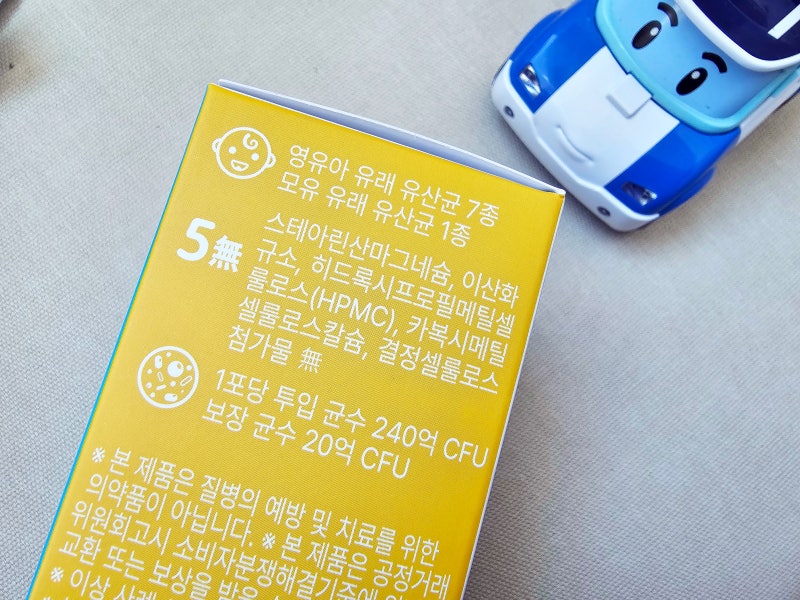 영유아 유래 유산균 7종
모유 유래 유산균 1종
5無
스테아린산마그네슘, 이산화
규소, 히드록시프로필메틸셀
룰로스(HPMC), 카복시메틸
셀룰로스칼슘, 결정셀룰로스
첨가물 無
1포당 투입 균수 240억 CFU
보장 균수 20억 CFU
※ 본 제품은 질병의 예방 및 치료를 위한
의약품이 아닙니다. ※ 본 제품은 공정거래
위원회고시 소비자분쟁해결기준에
교환 또는 보상을 받을
※ 이상 사례